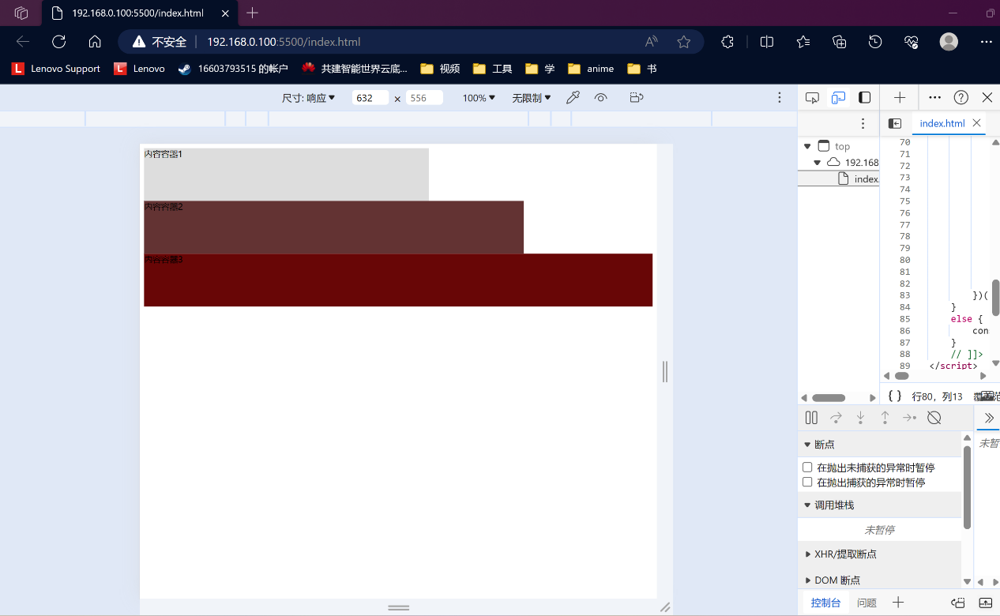 192.168.0.100:5500/index.html
不安全 192.168.0.100:5500/index.html
Lenovo Support Lenovo 16603793515 的帐户 共建智能世界云底... 视频 工具 学 anime 书
尺寸: 响应 632 x 556 100% 无限制
index.html
top
192.168
index.
70
71
72
73
74
75
76
77
78
79
80
81
82
83 })(
84 }
85 else {
86 con
87 }
88 // ]]>
89 </script>
{ } 行80，列13
内容容器1
内容容器2
内容容器3
断点
在抛出未捕获的异常时暂停
在抛出捕获的异常时暂停
调用堆栈
未暂停
XHR/提取断点
DOM 断点
未暂
控制台 问题